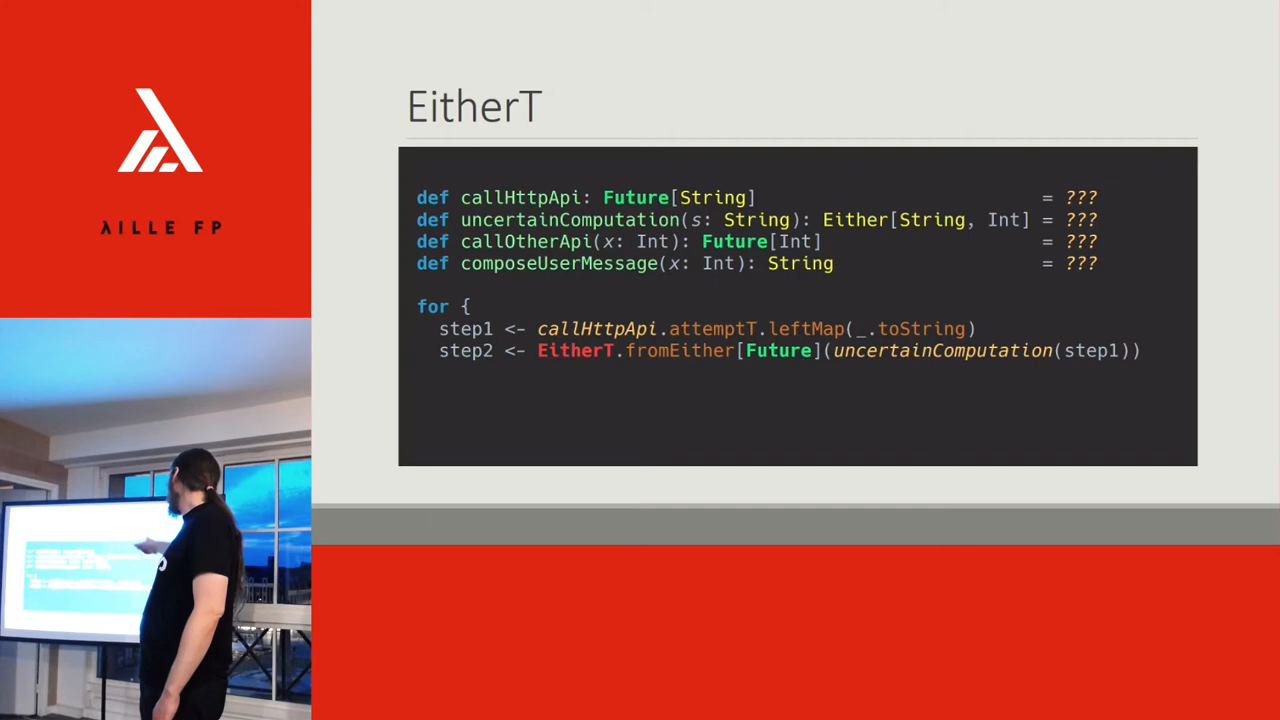 λILLE FP
EitherT
def callHttpApi: Future[String] = ???
def uncertainComputation(s: String): Either[String, Int] = ???
def callOtherApi(x: Int): Future[Int] = ???
def composeUserMessage(x: Int): String = ???
for {
step1 <- callHttpApi.attemptT.leftMap(_.toString)
step2 <- EitherT.fromEither[Future](uncertainComputation(step1))